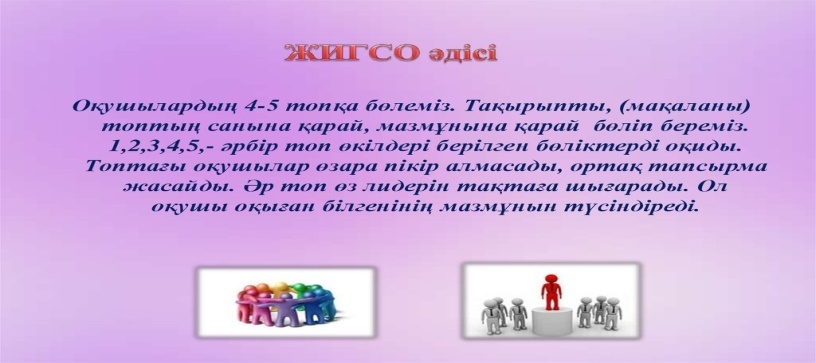 ЖИГСО әдісі
Оқушылардың 4-5 топқа бөлеміз. Тақырыпты, (мақаланы)
топтың санына қарай, мазмұнына қарай бөліп береміз.
1,2,3,4,5,- әрбір топ өкілдері берілген бөліктерді оқиды.
Топтағы оқушылар өзара пікір алмасады, ортақ тапсырма
жасайды. Әр топ өз лидерін тақтаға шығарады. Ол
оқушы оқыған білгенінің мазмұнын түсіндіреді.